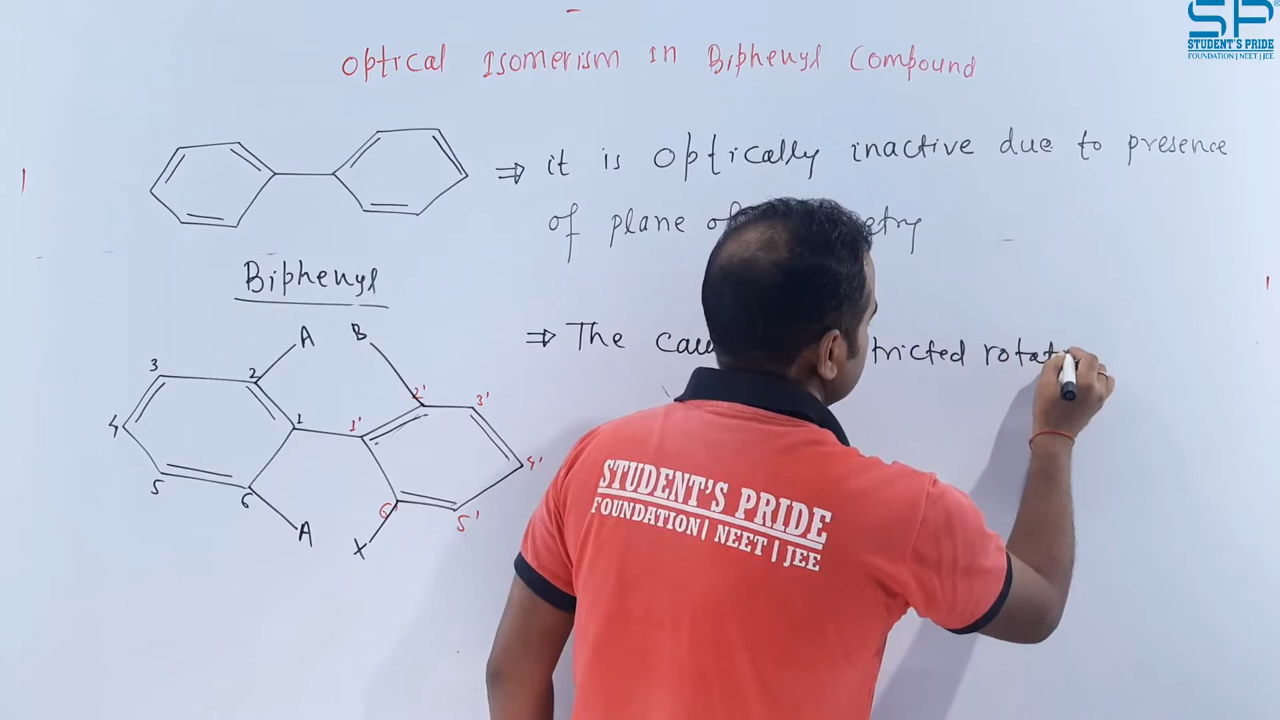 SP®
STUDENT'S PRIDE
FOUNDATION | NEET | JEE
Optical Isomerism in Biphenyl Compound
⇒ it is optically inactive due to presence
of plane of
Biphenyl
⇒ The
rotat
A B
3 2 2' 3'
4 1 1' 4'
5 6 6' 5'
A X
STUDENT'S PRIDE
FOUNDATION | NEET | JEE